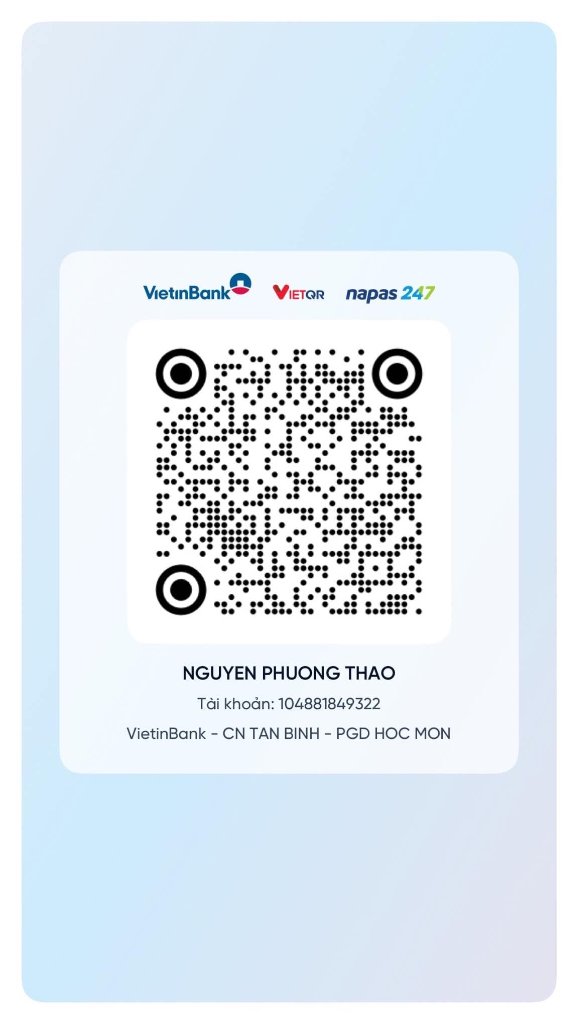 VietinBank VIETQR napas 247
NGUYEN PHUONG THAO
Tài khoản: 104881849322
VietinBank - CN TAN BINH - PGD HOC MON